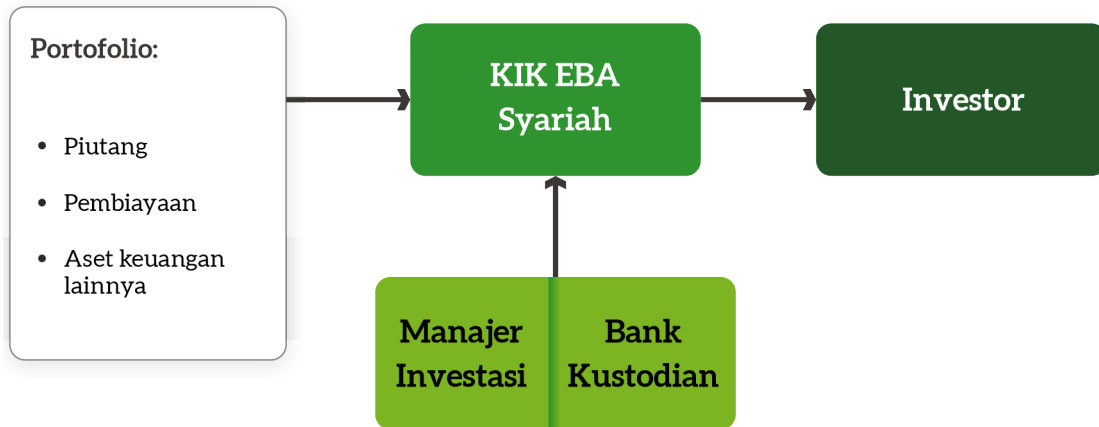 Portofolio:
• Piutang
• Pembiayaan
• Aset keuangan
lainnya
KIK EBA
Syariah
Investor
Manajer
Investasi
Bank
Kustodian